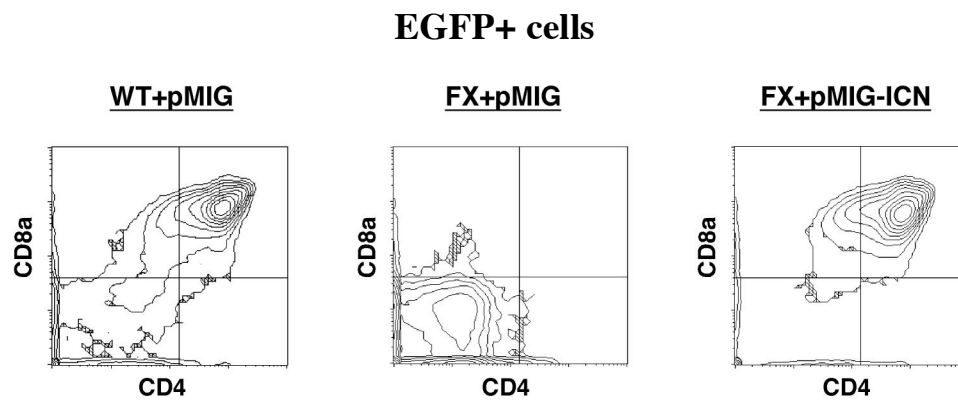 EGFP+ cells
WT+pMIG
FX+pMIG
FX+pMIG-ICN
CD8a
CD8a
CD8a
CD4
CD4
CD4